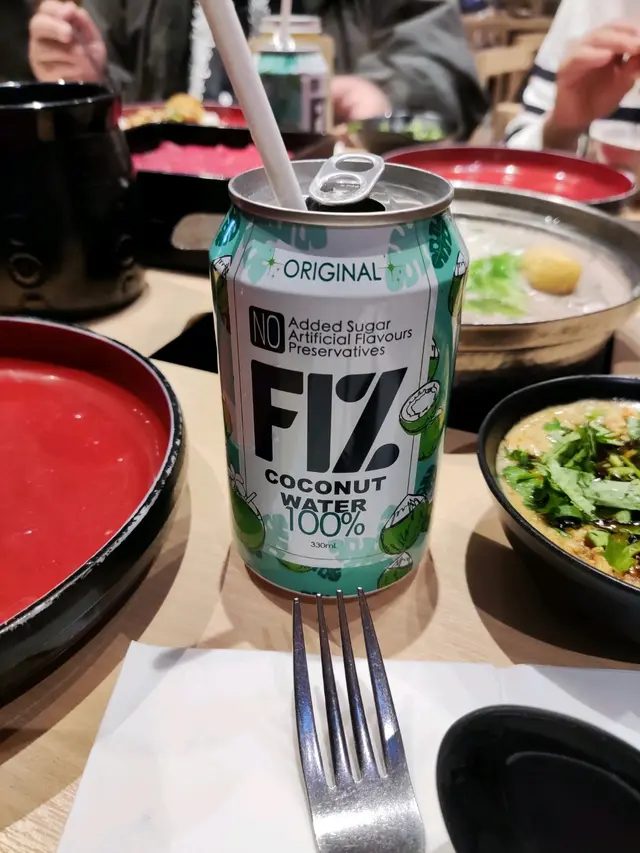 ORIGINAL
NO Added Sugar
Artificial Flavours
Preservatives
FIZ
COCONUT
WATER
100%
330mL